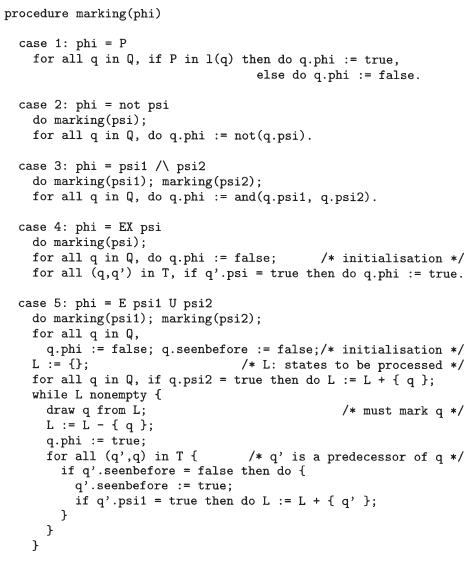 procedure marking(phi)
case 1: phi = P
for all q in Q, if P in l(q) then do q.phi := true,
else do q.phi := false.
case 2: phi = not psi
do marking(psi);
for all q in Q, do q.phi := not(q.psi).
case 3: phi = psi1 /\ psi2
do marking(psi1); marking(psi2);
for all q in Q, do q.phi := and(q.psi1, q.psi2).
case 4: phi = EX psi
do marking(psi);
for all q in Q, do q.phi := false; /* initialisation */
for all (q,q') in T, if q'.psi = true then do q.phi := true.
case 5: phi = E psi1 U psi2
do marking(psi1); marking(psi2);
for all q in Q,
q.phi := false; q.seenbefore := false;/* initialisation */
L := {}; /* L: states to be processed */
for all q in Q, if q.psi2 = true then do L := L + { q };
while L nonempty {
draw q from L; /* must mark q */
L := L - { q };
q.phi := true;
for all (q',q) in T { /* q' is a predecessor of q */
if q'.seenbefore = false then do {
q'.seenbefore := true;
if q'.psi1 = true then do L := L + { q' };
}
}
}